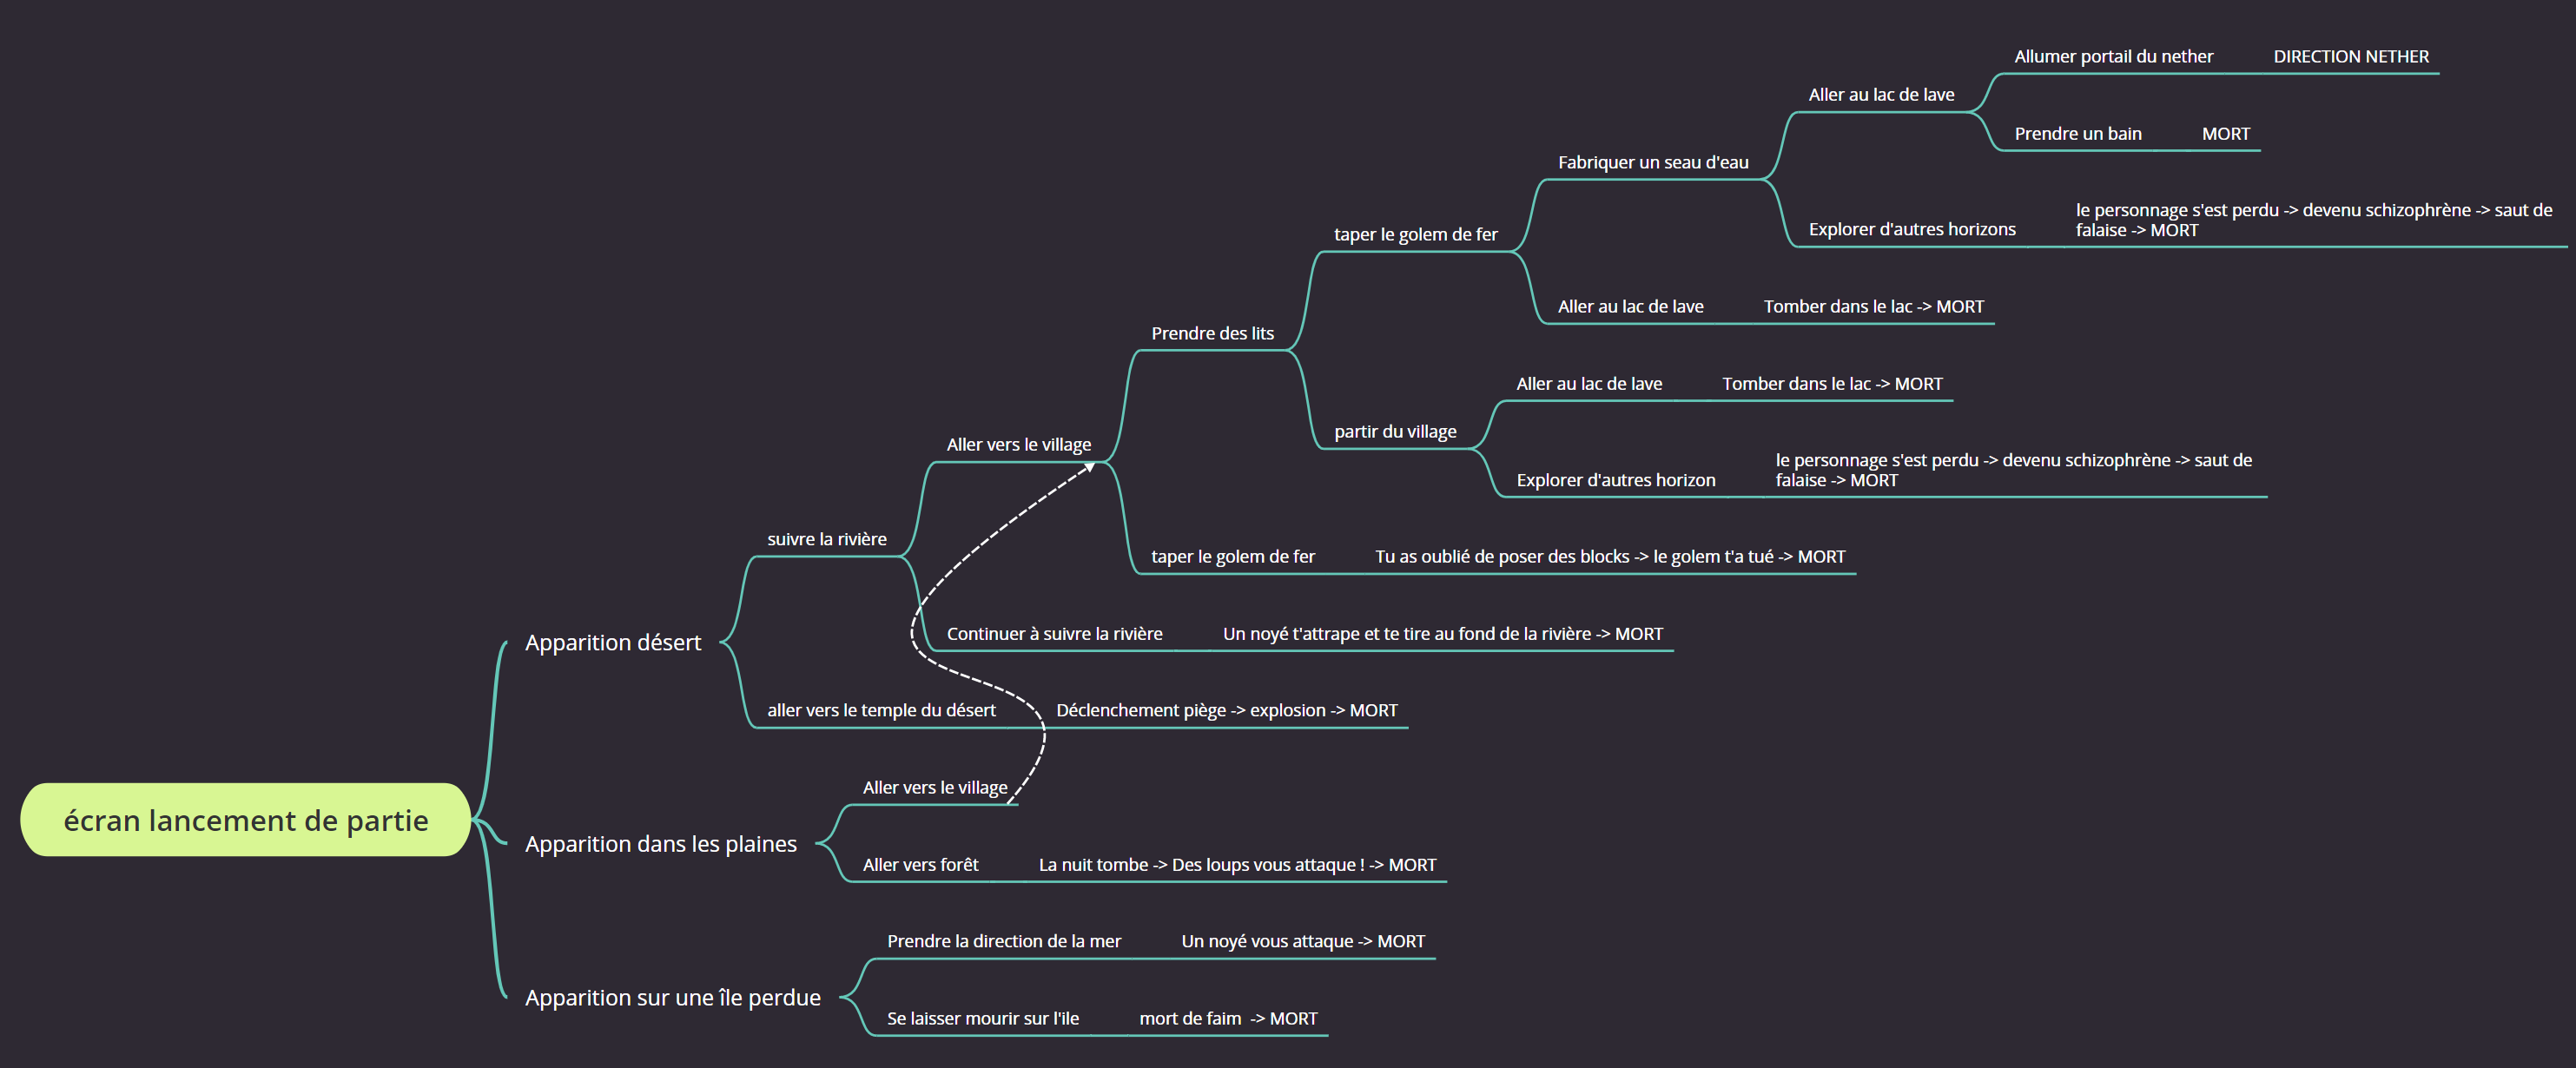 écran lancement de partie
Apparition désert
suivre la rivière
Aller vers le village
Prendre des lits
taper le golem de fer
Fabriquer un seau d'eau
Aller au lac de lave
Allumer portail du nether
DIRECTION NETHER
Prendre un bain
MORT
Explorer d'autres horizons
le personnage s'est perdu -> devenu schizophrène -> saut de
falaise -> MORT
Aller au lac de lave
Tomber dans le lac -> MORT
partir du village
Aller au lac de lave
Tomber dans le lac -> MORT
Explorer d'autres horizon
le personnage s'est perdu -> devenu schizophrène -> saut de
falaise -> MORT
taper le golem de fer
Tu as oublié de poser des blocks -> le golem t'a tué -> MORT
Continuer à suivre la rivière
Un noyé t'attrape et te tire au fond de la rivière -> MORT
aller vers le temple du désert
Déclenchement piège -> explosion -> MORT
Apparition dans les plaines
Aller vers le village
Aller vers forêt
La nuit tombe -> Des loups vous attaque ! -> MORT
Apparition sur une île perdue
Prendre la direction de la mer
Un noyé vous attaque -> MORT
Se laisser mourir sur l'ile
mort de faim  -> MORT